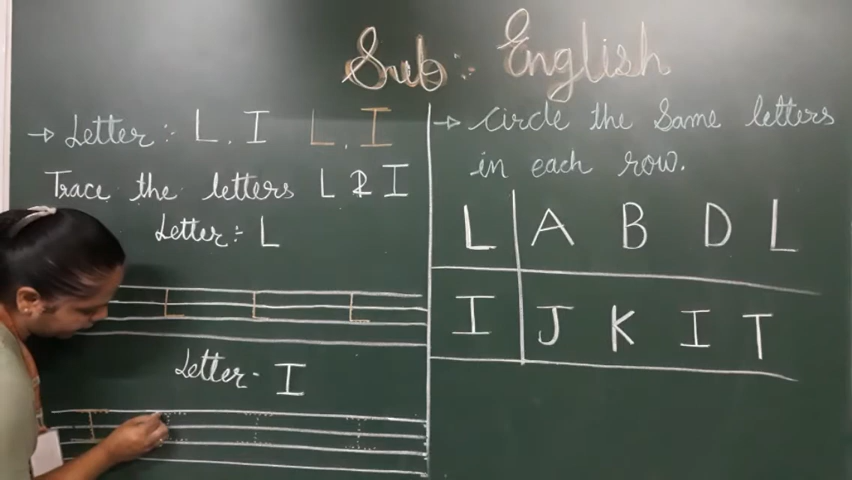 Sub:- English
→ Letter:- L, I L, I
Trace the letters L & I
Letter:- L
L L L
Letter- I
I I I I
→ Circle the same letters
in each row.
L A B D L
I J K I T